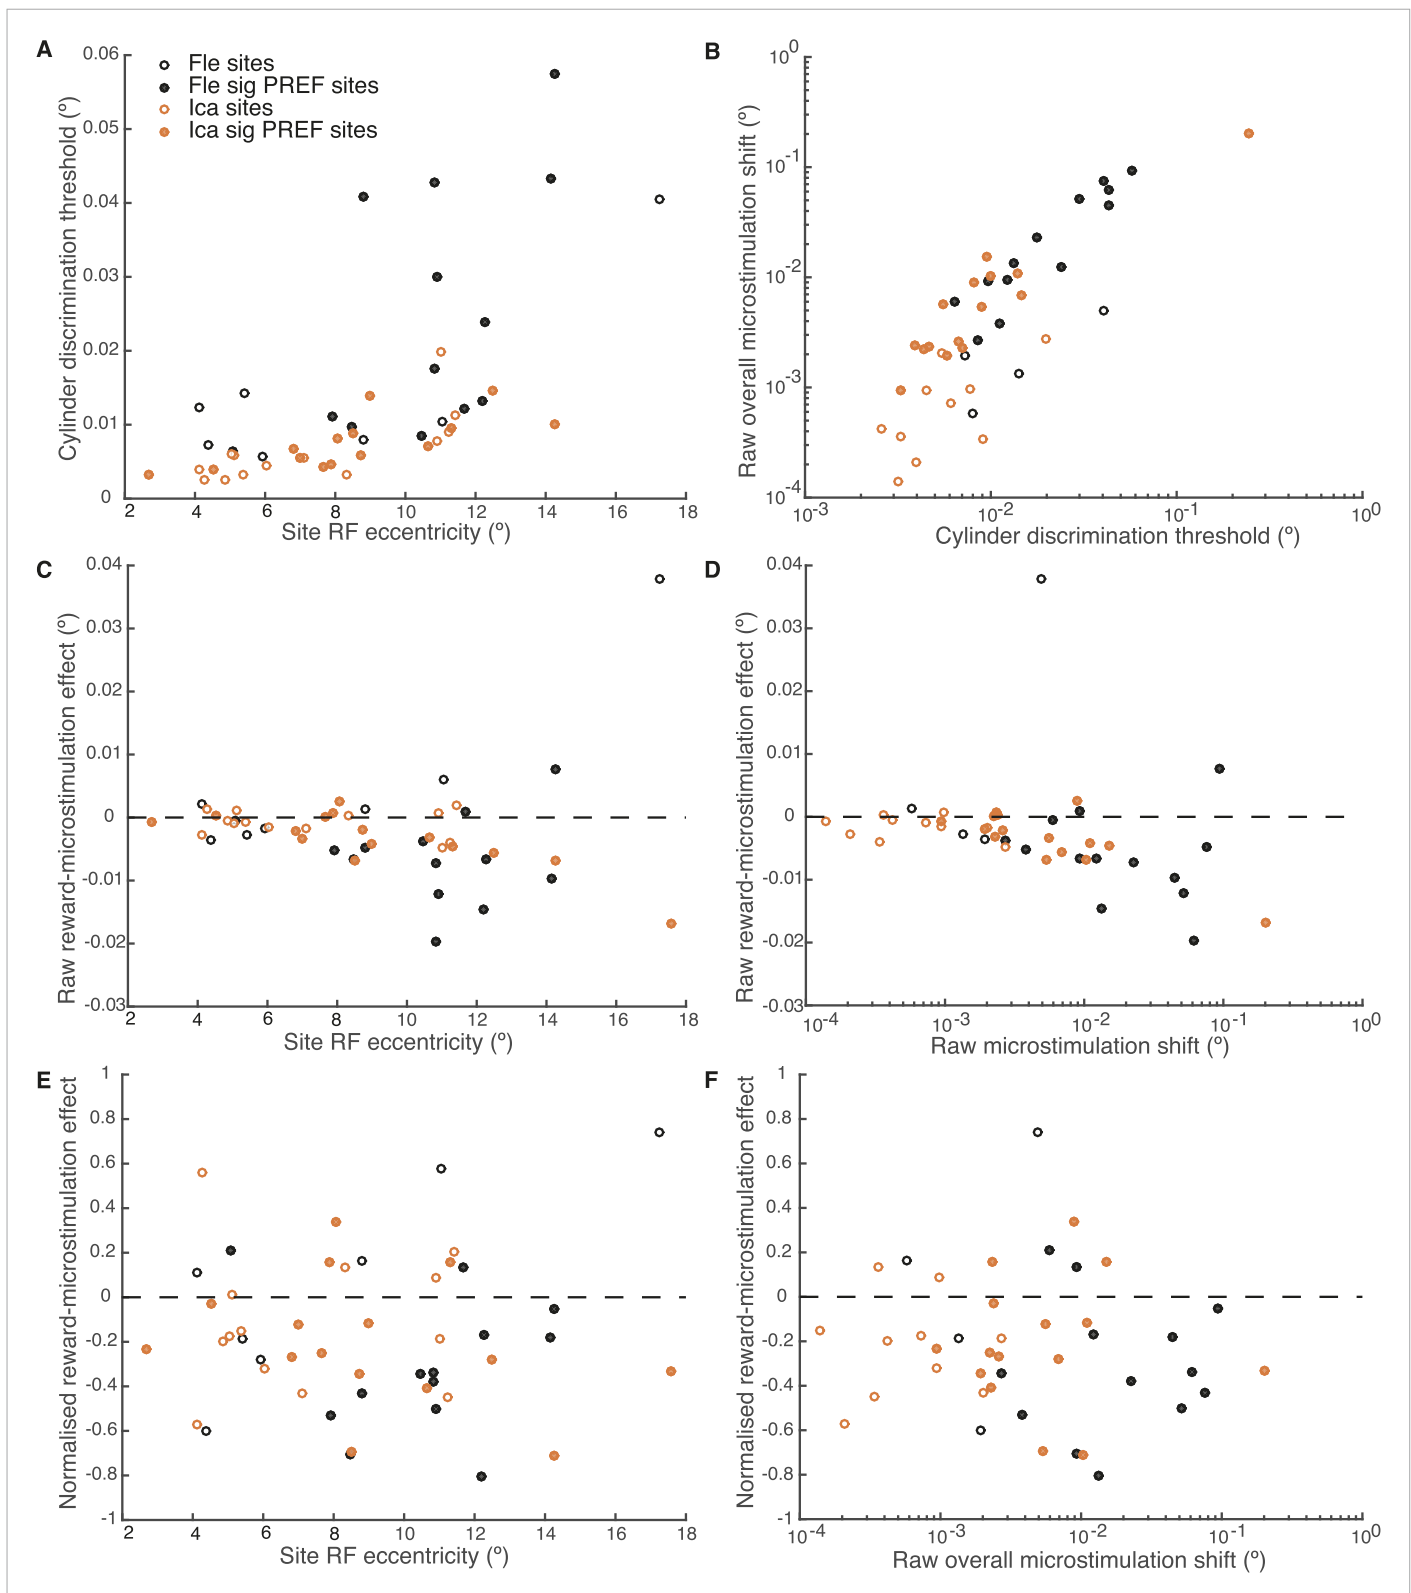 A
0.06
0.05
0.04
0.03
0.02
0.01
0
Cylinder discrimination threshold (º)
Fle sites
Fle sig PREF sites
Ica sites
Ica sig PREF sites
2 4 6 8 10 12 14 16 18
Site RF eccentricity (º)
B
10^0
10^-1
10^-2
10^-3
10^-4
Raw overall microstimulation shift (º)
10^-3 10^-2 10^-1 10^0
Cylinder discrimination threshold (º)
C
0.04
0.03
0.02
0.01
0
-0.01
-0.02
-0.03
Raw reward-microstimulation effect (º)
2 4 6 8 10 12 14 16 18
Site RF eccentricity (º)
D
0.04
0.03
0.02
0.01
0
-0.01
-0.02
-0.03
Raw reward-microstimulation effect (º)
10^-4 10^-3 10^-2 10^-1 10^0
Raw microstimulation shift (º)
E
1
0.8
0.6
0.4
0.2
0
-0.2
-0.4
-0.6
-0.8
-1
Normalised reward-microstimulation effect
2 4 6 8 10 12 14 16 18
Site RF eccentricity (º)
F
1
0.8
0.6
0.4
0.2
0
-0.2
-0.4
-0.6
-0.8
-1
Normalised reward-microstimulation effect
10^-4 10^-3 10^-2 10^-1 10^0
Raw overall microstimulation shift (º)